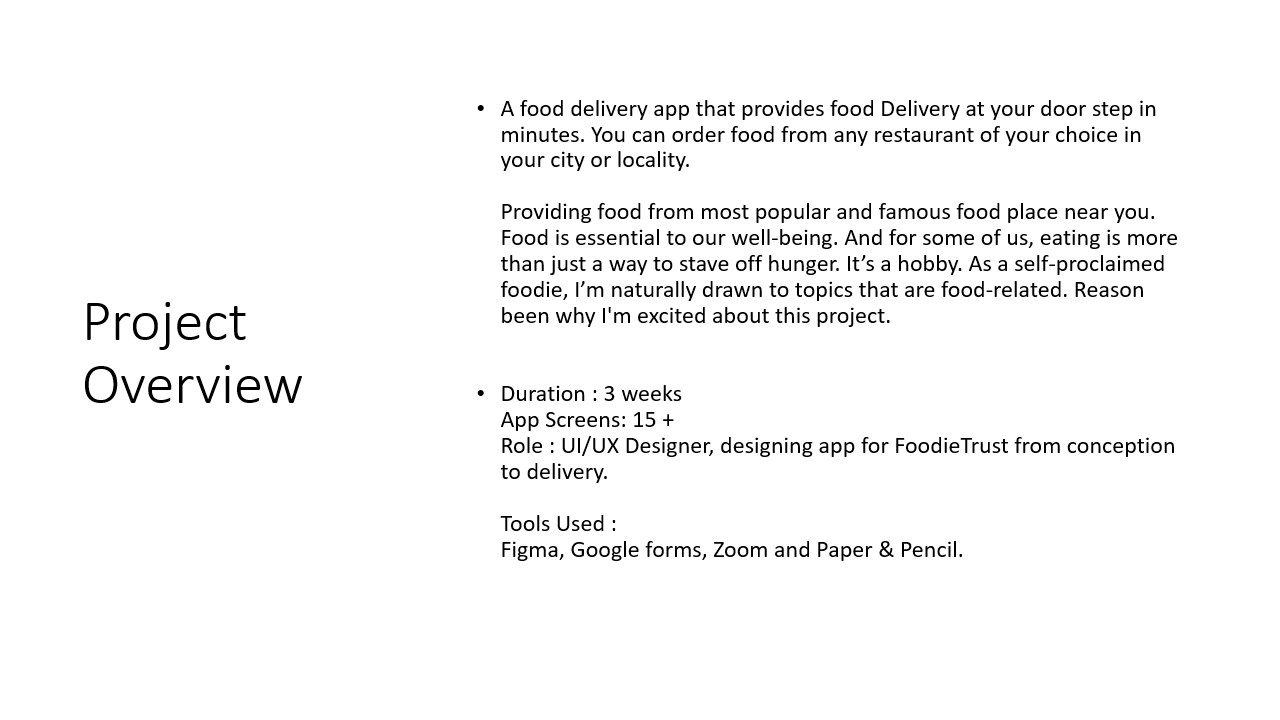 Project
Overview
• A food delivery app that provides food Delivery at your door step in
minutes. You can order food from any restaurant of your choice in
your city or locality.
Providing food from most popular and famous food place near you.
Food is essential to our well-being. And for some of us, eating is more
than just a way to stave off hunger. It’s a hobby. As a self-proclaimed
foodie, I’m naturally drawn to topics that are food-related. Reason
been why I'm excited about this project.
• Duration : 3 weeks
App Screens: 15 +
Role : UI/UX Designer, designing app for FoodieTrust from conception
to delivery.
Tools Used :
Figma, Google forms, Zoom and Paper & Pencil.